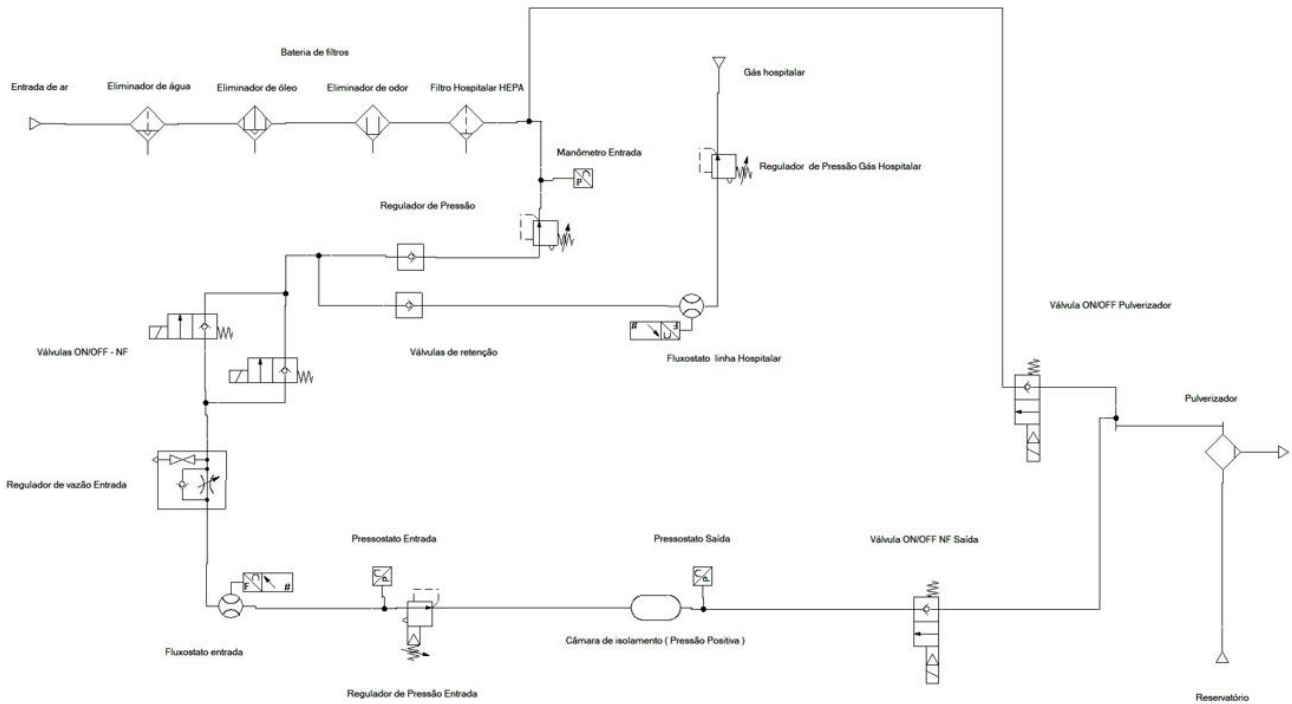 Bateria de filtros
Entrada de ar
Eliminador de água
Eliminador de óleo
Eliminador de odor
Filtro Hospitalar HEPA
Gás hospitalar
Manômetro Entrada
P
Regulador de Pressão Gás Hospitalar
Regulador de Pressão
Válvula ON/OFF Pulverizador
#
F
Válvulas ON/OFF - NF
Válvulas de retenção
Fluxostato linha Hospitalar
Pulverizador
Regulador de vazão Entrada
Pressostato Entrada
Pressostato Saída
Válvula ON/OFF NF Saída
P
P
F
#
Fluxostato entrada
Câmara de isolamento ( Pressão Positiva )
Regulador de Pressão Entrada
Reservatório